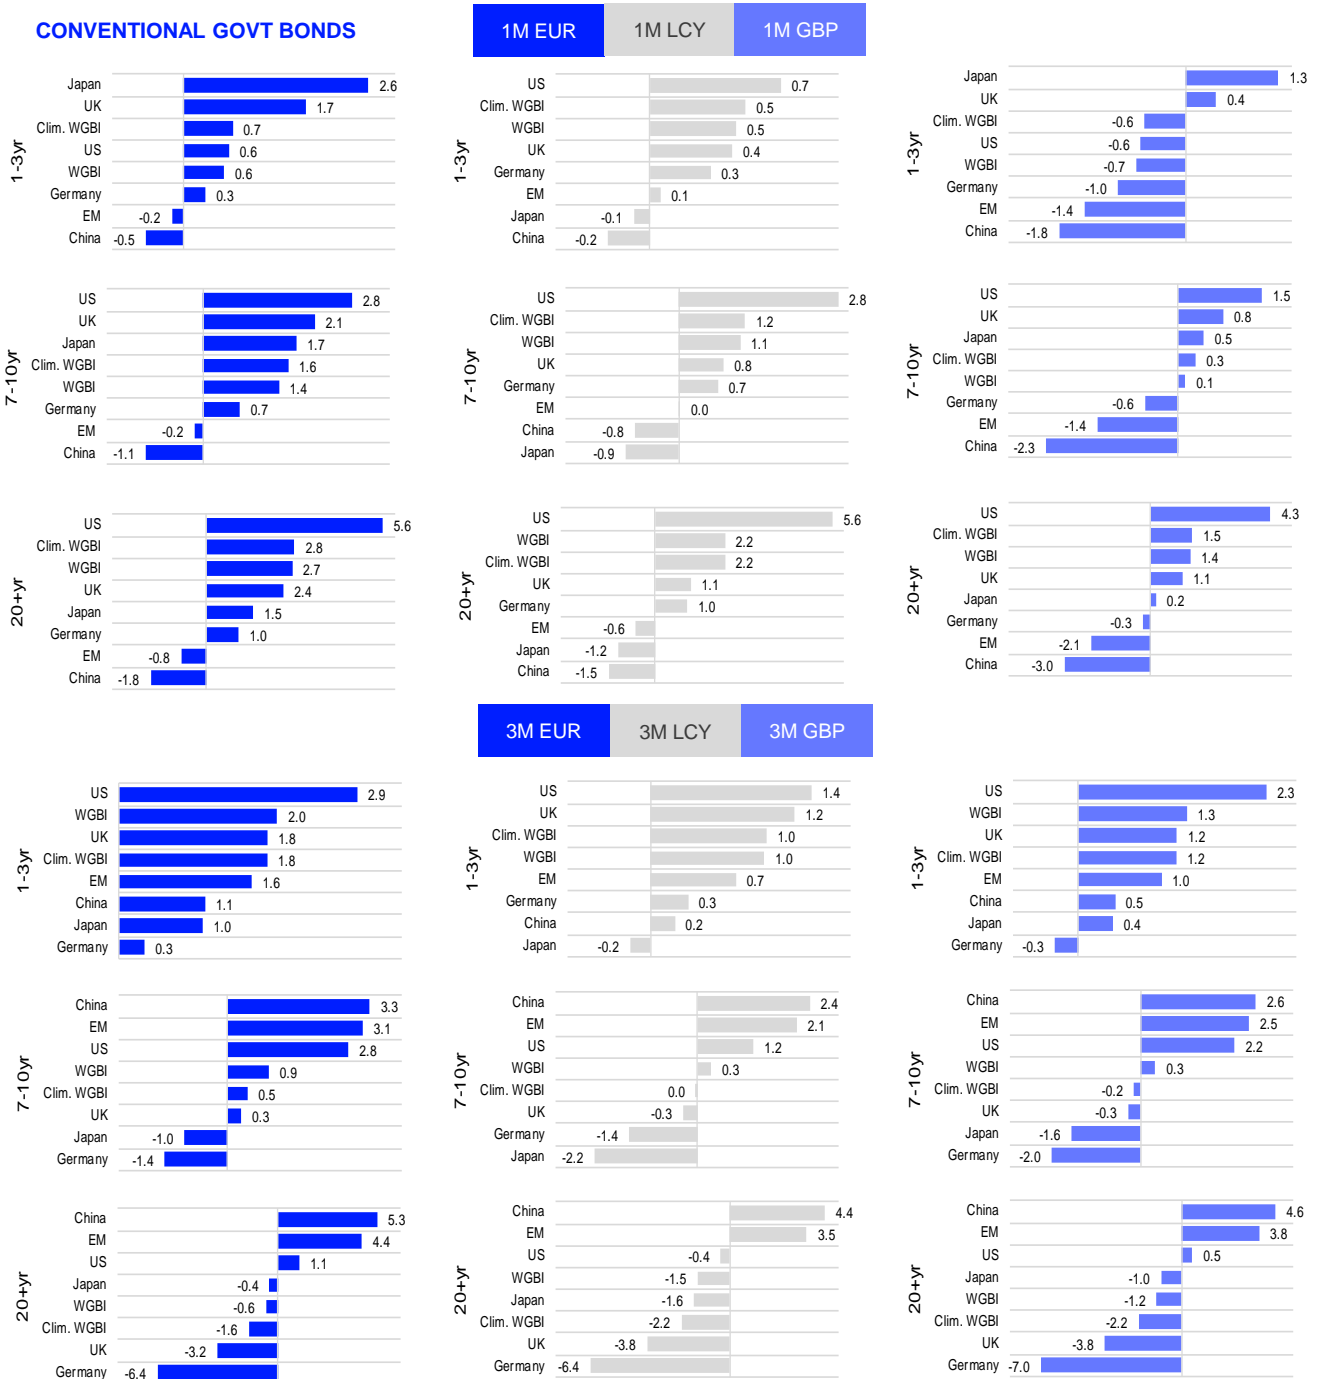 CONVENTIONAL GOVT BONDS
1M EUR 1M LCY 1M GBP
1-3yr
Japan 2.6
UK 1.7
Clim. WGBI 0.7
US 0.6
WGBI 0.6
Germany 0.3
EM -0.2
China -0.5
1-3yr
US 0.7
Clim. WGBI 0.5
WGBI 0.5
UK 0.4
Germany 0.3
EM 0.1
Japan -0.1
China -0.2
1-3yr
Japan 1.3
UK 0.4
Clim. WGBI -0.6
US -0.6
WGBI -0.7
Germany -1.0
EM -1.4
China -1.8
7-10yr
US 2.8
UK 2.1
Japan 1.7
Clim. WGBI 1.6
WGBI 1.4
Germany 0.7
EM -0.2
China -1.1
7-10yr
US 2.8
Clim. WGBI 1.2
WGBI 1.1
UK 0.8
Germany 0.7
EM 0.0
China -0.8
Japan -0.9
7-10yr
US 1.5
UK 0.8
Japan 0.5
Clim. WGBI 0.3
WGBI 0.1
Germany -0.6
EM -1.4
China -2.3
20+yr
US 5.6
Clim. WGBI 2.8
WGBI 2.7
UK 2.4
Japan 1.5
Germany 1.0
EM -0.8
China -1.8
20+yr
US 5.6
WGBI 2.2
Clim. WGBI 2.2
UK 1.1
Germany 1.0
EM -0.6
Japan -1.2
China -1.5
20+yr
US 4.3
Clim. WGBI 1.5
WGBI 1.4
UK 1.1
Japan 0.2
Germany -0.3
EM -2.1
China -3.0
3M EUR 3M LCY 3M GBP
1-3yr
US 2.9
WGBI 2.0
UK 1.8
Clim. WGBI 1.8
EM 1.6
China 1.1
Japan 1.0
Germany 0.3
1-3yr
US 1.4
UK 1.2
Clim. WGBI 1.0
WGBI 1.0
EM 0.7
Germany 0.3
China 0.2
Japan -0.2
1-3yr
US 2.3
WGBI 1.3
UK 1.2
Clim. WGBI 1.2
EM 1.0
China 0.5
Japan 0.4
Germany -0.3
7-10yr
China 3.3
EM 3.1
US 2.8
WGBI 0.9
Clim. WGBI 0.5
UK 0.3
Japan -1.0
Germany -1.4
7-10yr
China 2.4
EM 2.1
US 1.2
WGBI 0.3
Clim. WGBI 0.0
UK -0.3
Germany -1.4
Japan -2.2
7-10yr
China 2.6
EM 2.5
US 2.2
WGBI 0.3
Clim. WGBI -0.2
UK -0.3
Japan -1.6
Germany -2.0
20+yr
China 5.3
EM 4.4
US 1.1
Japan -0.4
WGBI -0.6
Clim. WGBI -1.6
UK -3.2
Germany -6.4
20+yr
China 4.4
EM 3.5
US -0.4
WGBI -1.5
Japan -1.6
Clim. WGBI -2.2
UK -3.8
Germany -6.4
20+yr
China 4.6
EM 3.8
US 0.5
Japan -1.0
WGBI -1.2
Clim. WGBI -2.2
UK -3.8
Germany -7.0